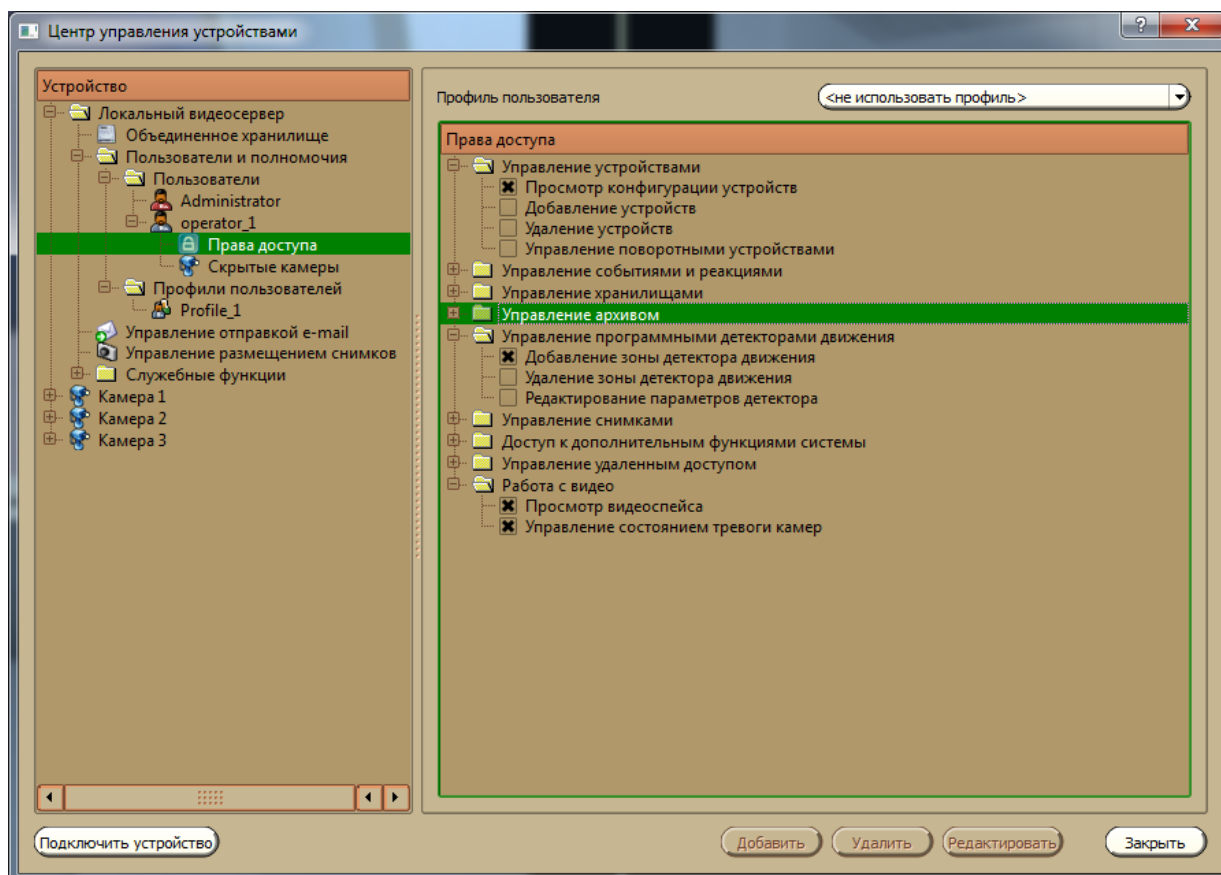 Центр управления устройствами
?
X
Устройство
Локальный видеосервер
Объединенное хранилище
Пользователи и полномочия
Пользователи
Administrator
operator_1
Права доступа
Скрытые камеры
Профили пользователей
Profile_1
Управление отправкой e-mail
Управление размещением снимков
Служебные функции
Камера 1
Камера 2
Камера 3
Профиль пользователя
<не использовать профиль>
Права доступа
Управление устройствами
Просмотр конфигурации устройств
Добавление устройств
Удаление устройств
Управление поворотными устройствами
Управление событиями и реакциями
Управление хранилищами
Управление архивом
Управление программными детекторами движения
Добавление зоны детектора движения
Удаление зоны детектора движения
Редактирование параметров детектора
Управление снимками
Доступ к дополнительным функциями системы
Управление удаленным доступом
Работа с видео
Просмотр видеоспейса
Управление состоянием тревоги камер
Подключить устройство
Добавить
Удалить
Редактировать
Закрыть